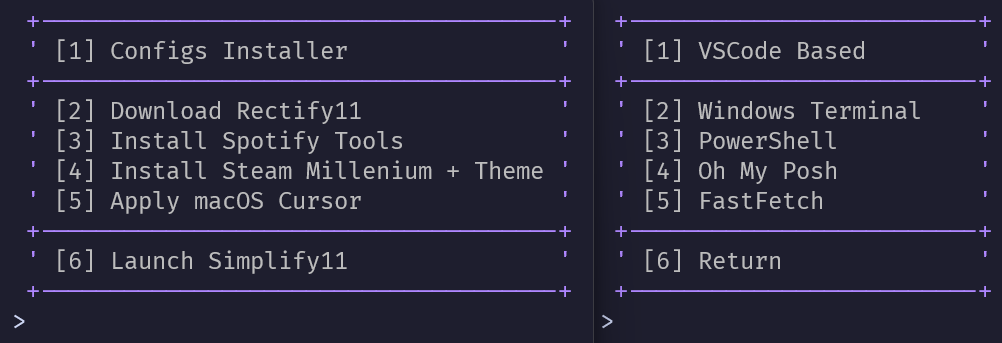 [1] Configs Installer
[2] Download Rectify11
[3] Install Spotify Tools
[4] Install Steam Millenium + Theme
[5] Apply macOS Cursor
[6] Launch Simplify11
>
[1] VSCode Based
[2] Windows Terminal
[3] PowerShell
[4] Oh My Posh
[5] FastFetch
[6] Return
>